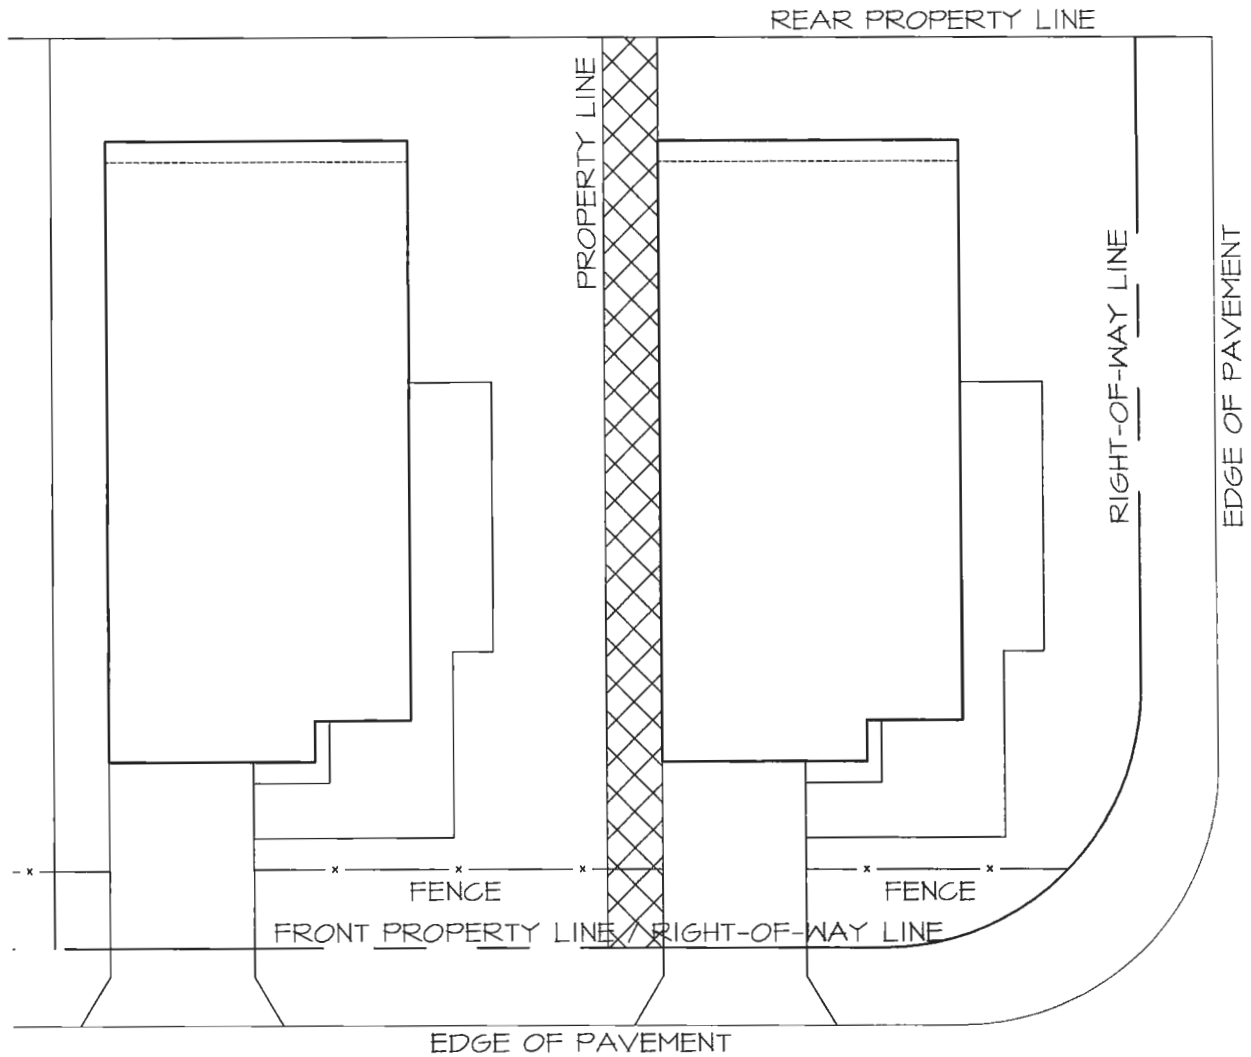 REAR PROPERTY LINE
PROPERTY LINE
RIGHT-OF-WAY LINE
EDGE OF PAVEMENT
FENCE
FENCE
FRONT PROPERTY LINE / RIGHT-OF-WAY LINE
EDGE OF PAVEMENT